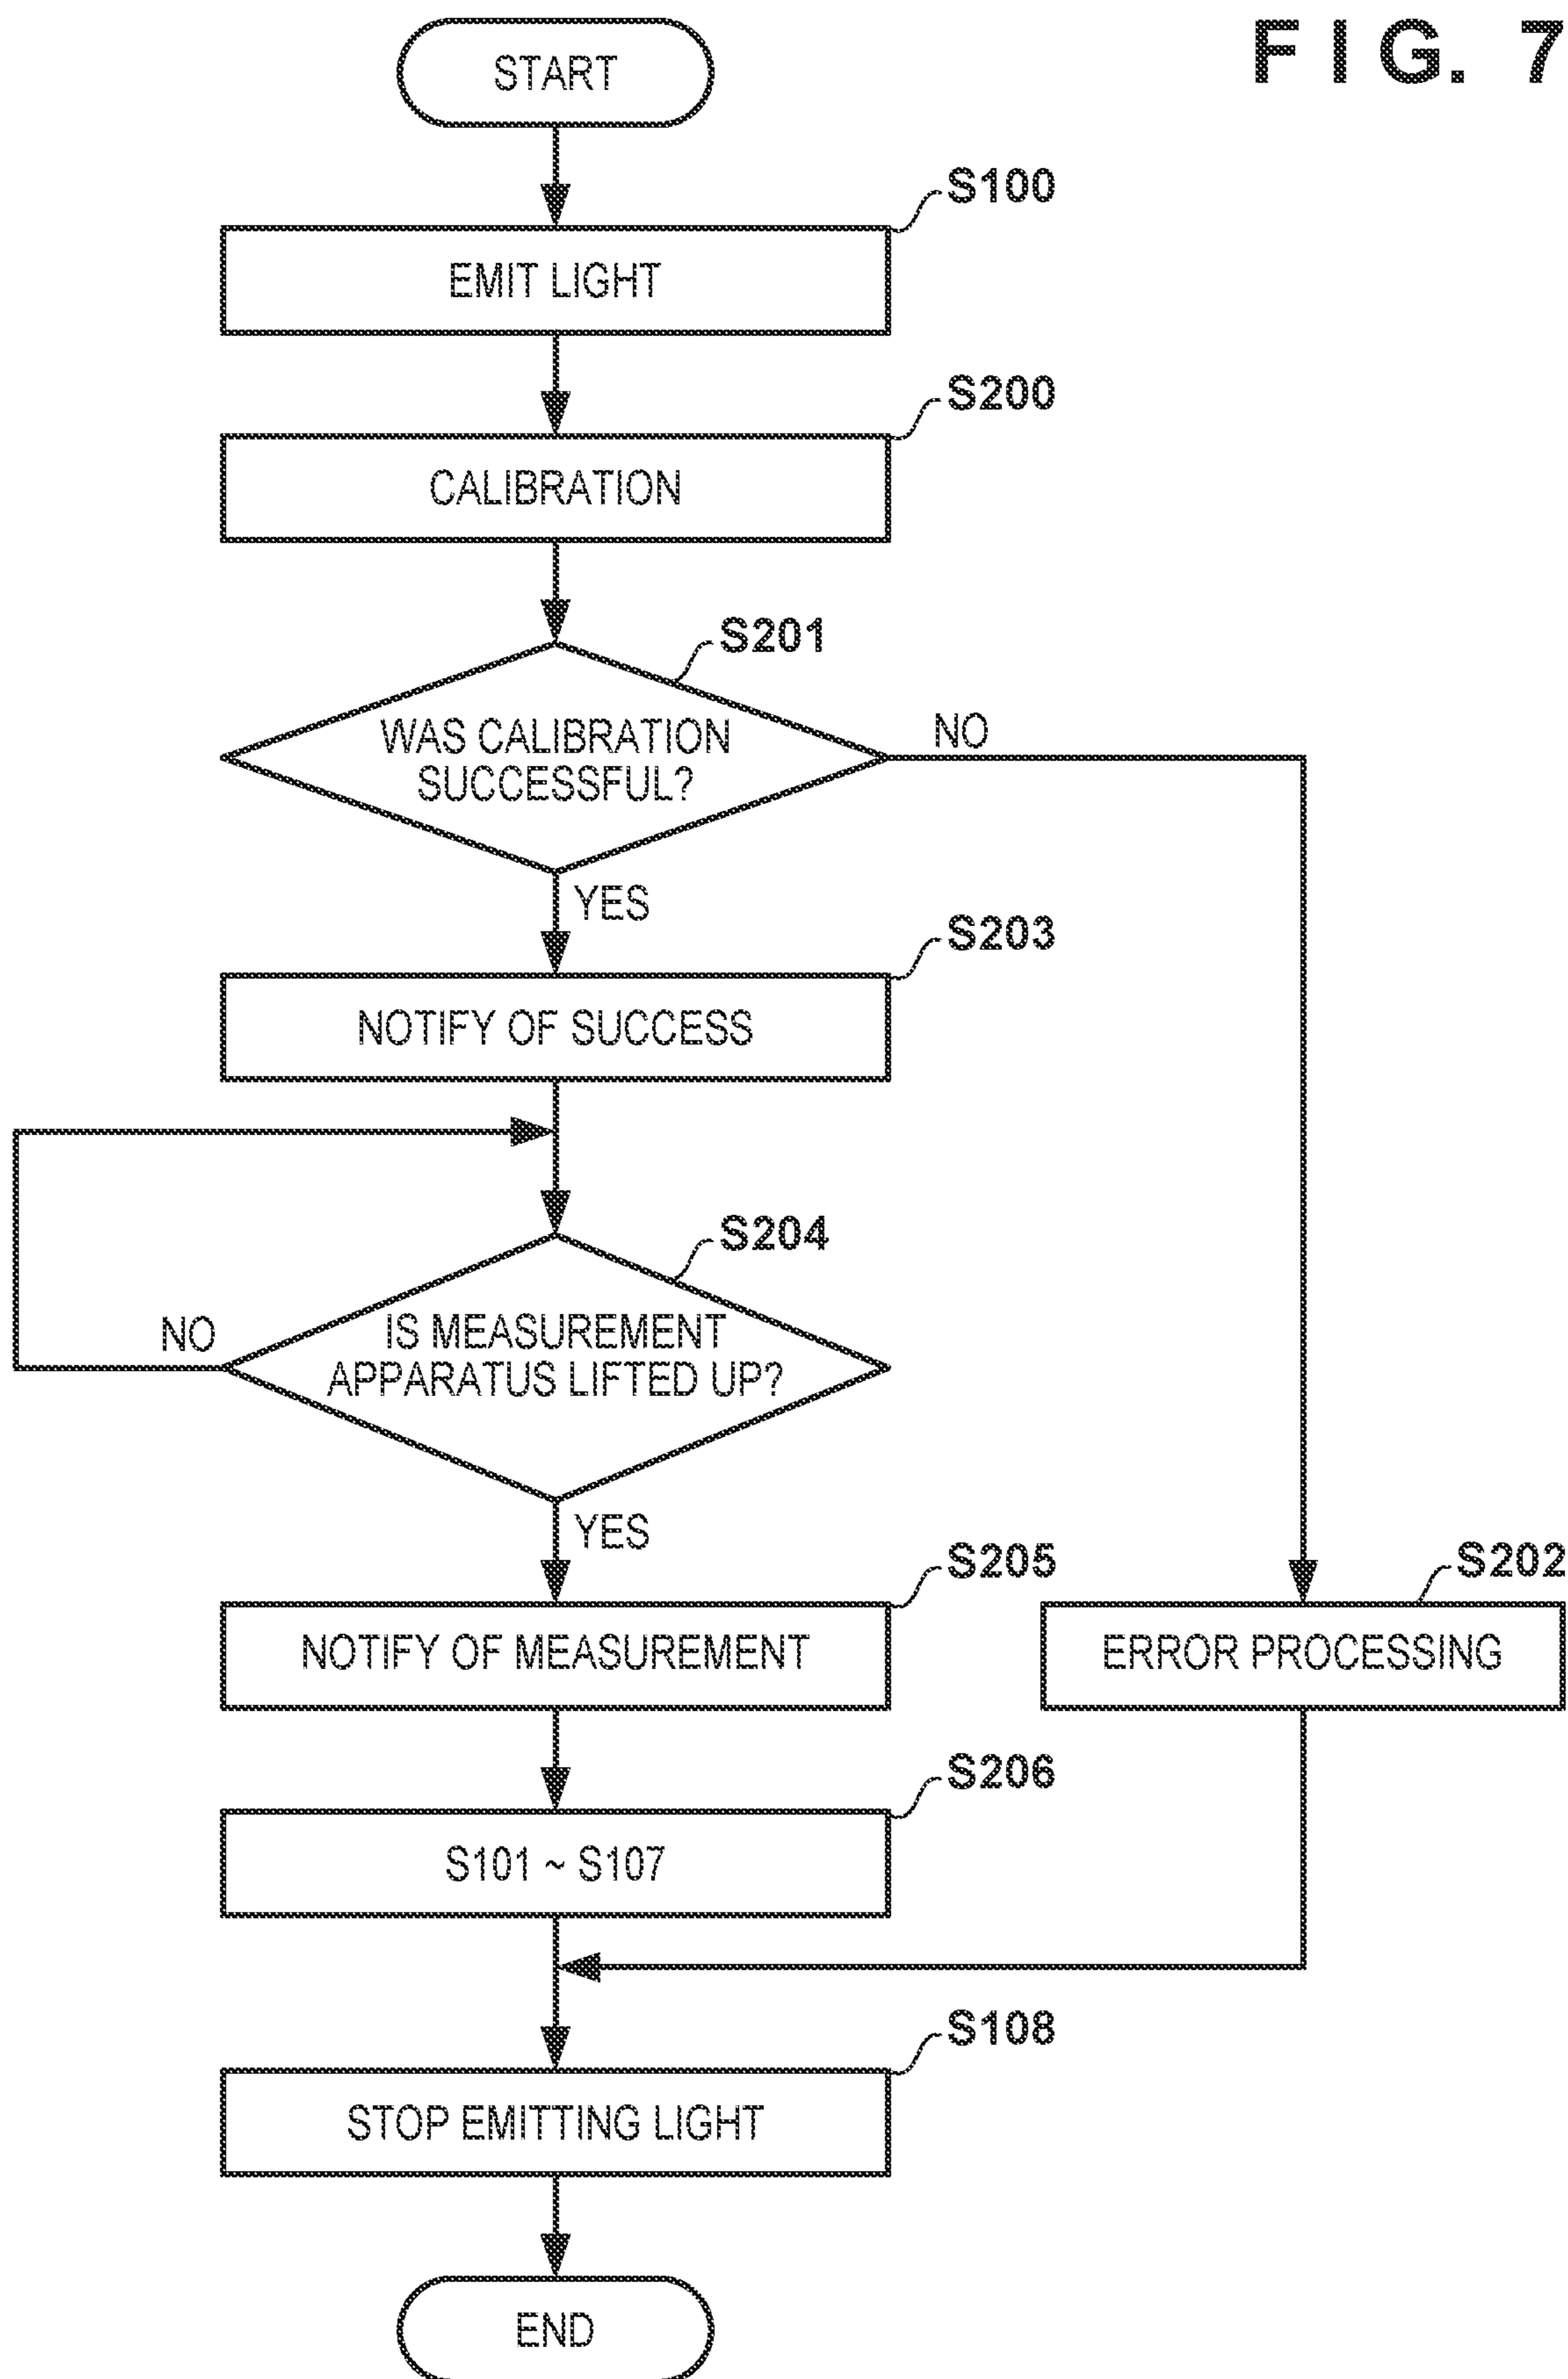 FIG. 7
START
S100
EMIT LIGHT
S200
CALIBRATION
S201
WAS CALIBRATION
SUCCESSFUL?
NO
YES
S203
NOTIFY OF SUCCESS
S204
IS MEASUREMENT
APPARATUS LIFTED UP?
NO
YES
S205
NOTIFY OF MEASUREMENT
S202
ERROR PROCESSING
S206
S101 ~ S107
S108
STOP EMITTING LIGHT
END